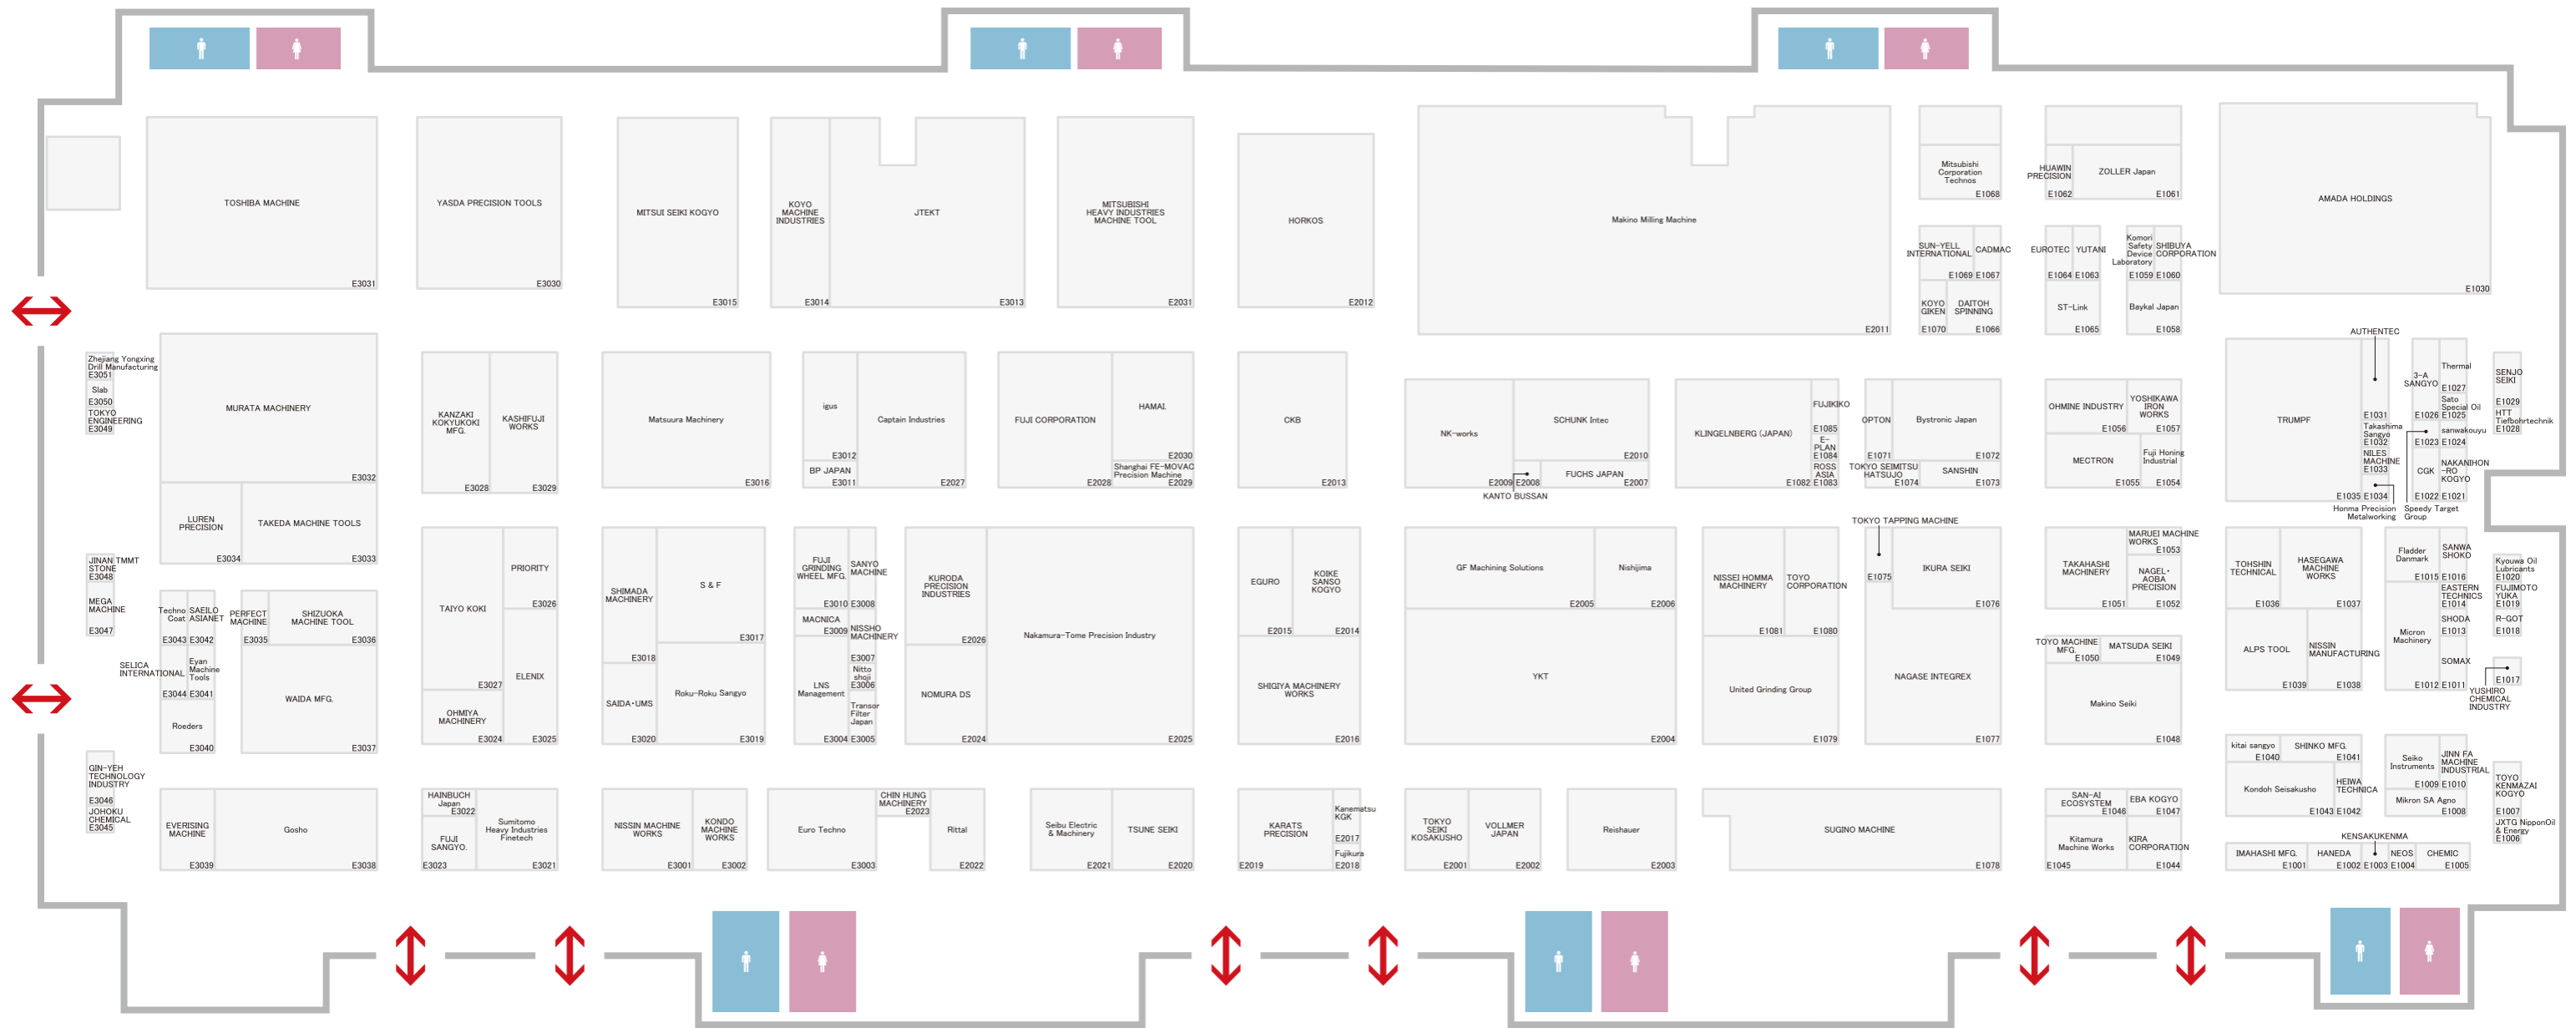 TOSHIBA MACHINE
E3031
YASDA PRECISION TOOLS
E3030
MITSUI SEIKI KOGYO
E3015
KOYO
MACHINE
INDUSTRIES
E3014
JTEKT
E3013
MITSUBISHI
HEAVY INDUSTRIES
MACHINE TOOL
E2031
HORKOS
E2012
Makino Milling Machine
E2011
Mitsubishi
Corporation
Technos
E1068
HUAWIN
PRECISION
E1062
ZOLLER Japan
E1061
AMADA HOLDINGS
E1030
SUN-YELL
INTERNATIONAL
E1069
CADMAC
E1067
KOYO
GIKEN
E1070
DAITOH
SPINNING
E1066
EUROTEC
E1064
YUTANI
E1063
Komori
Safety
Device
Laboratory
E1059
SHIBUYA
CORPORATION
E1060
ST-Link
E1065
Baykal Japan
E1058
Zhejiang Yongxing
Drill Manufacturing
E3051
Slab
E3050
TOKYO
ENGINEERING
E3049
MURATA MACHINERY
E3032
LUREN
PRECISION
E3034
TAKEDA MACHINE TOOLS
E3033
KANZAKI
KOKYUKOKI
MFG.
E3028
KASHIFUJI
WORKS
E3029
Matsuura Machinery
E3016
igus
E3012
BP JAPAN
E3011
Captain Industries
E2027
FUJI CORPORATION
E2028
HAMAI.
E2030
Shanghai FE-MOVAC
Precision Machine
E2029
CKB
E2013
NK-works
E2009
SCHUNK Intec
E2010
E2008
KANTO BUSSAN
FUCHS JAPAN
E2007
KLINGELNBERG (JAPAN)
E1082
FUJIKIKO
E1085
E-
PLAN
E1084
ROSS
ASIA
E1083
OPTON
E1071
Bystronic Japan
E1072
TOKYO SEIMITSU
HATSUJO
E1074
SANSHIN
E1073
OHMINE INDUSTRY
E1056
YOSHIKAWA
IRON
WORKS
E1057
MECTRON
E1055
Fuji Honing
Industrial
E1054
AUTHENTEC
E1031
TRUMPF
E1035
Takashima
Sangyo
E1032
NILES
MACHINE
E1033
E1034
Honma Precision
Metalworking
3-A
SANGYO
E1026
Thermal
E1027
Sato
Special Oil
E1025
E1023
Speedy Target
Group
sanwakouyu
E1024
CGK
E1022
NAKANIHON
-RO
KOGYO
E1021
SENJO
SEIKI
E1029
HTT
Tiefbohrtechnik
E1028
JINAN TMMT
STONE
E3048
MEGA
MACHINE
E3047
Techno
Coat
E3043
SAEILO
ASIANET
E3042
SELICA
INTERNATIONAL
E3044
Eyan
Machine
Tools
E3041
Roeders
E3040
PERFECT
MACHINE
E3035
SHIZUOKA
MACHINE TOOL
E3036
WAIDA MFG.
E3037
TAIYO KOKI
E3027
PRIORITY
E3026
ELENIX
E3025
OHMIYA
MACHINERY
E3024
SHIMADA
MACHINERY
E3018
S & F
E3017
SAIDA・UMS
E3020
Roku-Roku Sangyo
E3019
FUJI
GRINDING
WHEEL MFG.
E3010
SANYO
MACHINE
E3008
MACNICA
E3009
NISSHO
MACHINERY
E3007
LNS
Management
E3004
Nitto
shoji
E3006
Transor
Filter
Japan
E3005
KURODA
PRECISION
INDUSTRIES
E2026
NOMURA DS
E2024
Nakamura-Tome Precision Industry
E2025
EGURO
E2015
KOIKE
SANSO
KOGYO
E2014
SHIGIYA MACHINERY
WORKS
E2016
GF Machining Solutions
E2005
Nishijima
E2006
YKT
E2004
NISSEI HOMMA
MACHINERY
E1081
TOYO
CORPORATION
E1080
United Grinding Group
E1079
TOKYO TAPPING MACHINE
E1075
IKURA SEIKI
E1076
NAGASE INTEGREX
E1077
TAKAHASHI
MACHINERY
E1051
MARUEI MACHINE
WORKS
E1053
NAGEL・
AOBA
PRECISION
E1052
TOYO MACHINE
MFG.
E1050
MATSUDA SEIKI
E1049
Makino Seiki
E1048
TOHSHIN
TECHNICAL
E1036
HASEGAWA
MACHINE
WORKS
E1037
ALPS TOOL
E1039
NISSIN
MANUFACTURING
E1038
Fladder
Danmark
E1015
SANWA
SHOKO
E1016
EASTERN
TECHNICS
E1014
Micron
Machinery
E1012
SHODA
E1013
SOMAX
E1011
Kyouwa Oil
Lubricants
E1020
FUJIMOTO
YUKA
E1019
R-GOT
E1018
E1017
YUSHIRO
CHEMICAL
INDUSTRY
GIN-YEH
TECHNOLOGY
INDUSTRY
E3046
JOHOKU
CHEMICAL
E3045
EVERISING
MACHINE
E3039
Gosho
E3038
HAINBUCH
Japan
E3022
FUJI
SANGYO.
E3023
Sumitomo
Heavy Industries
Finetech
E3021
NISSIN MACHINE
WORKS
E3001
KONDO
MACHINE
WORKS
E3002
Euro Techno
E3003
CHIN HUNG
MACHINERY
E2023
Rittal
E2022
Seibu Electric
& Machinery
E2021
TSUNE SEIKI
E2020
KARATS
PRECISION
E2019
Kanematsu
KGK
E2017
Fujikura
E2018
TOKYO
SEIKI
KOSAKUSHO
E2001
VOLLMER
JAPAN
E2002
Reishauer
E2003
SUGINO MACHINE
E1078
SAN-AI
ECOSYSTEM
E1046
EBA KOGYO
E1047
Kitamura
Machine Works
E1045
KIRA
CORPORATION
E1044
kitai sangyo
E1040
SHINKO MFG.
E1041
Kondoh Seisakusho
E1043
HEIWA
TECHNICA
E1042
Seiko
Instruments
E1009
JINN FA
MACHINE
INDUSTRIAL
E1010
Mikron SA Agno
E1008
TOYO
KENMAZAI
KOGYO
E1007
JXTG NipponOil
& Energy
E1006
KENSAKUKENMA
IMAHASHI MFG.
E1001
HANEDA
E1002
E1003
NEOS
E1004
CHEMIC
E1005